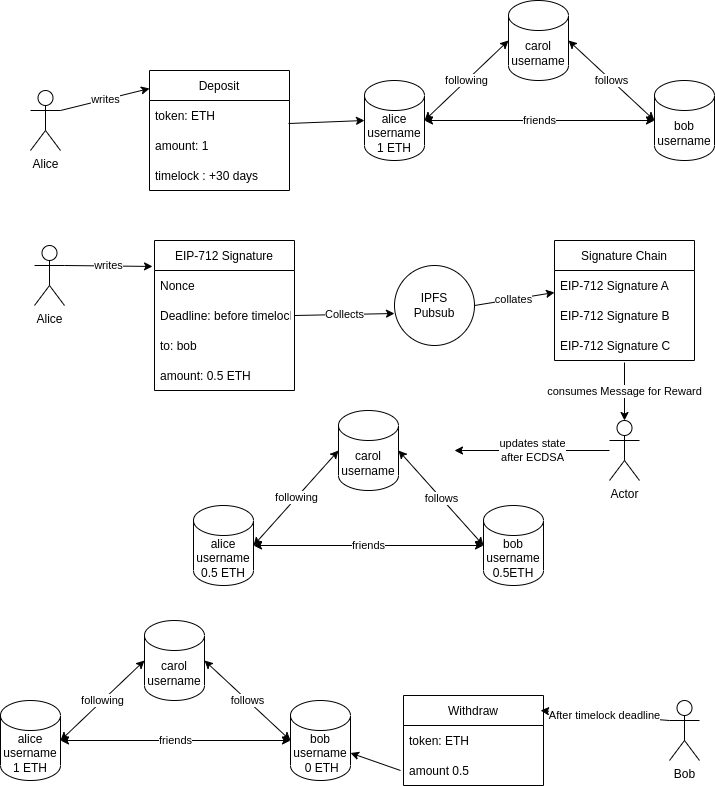 carol
username
following
follows
Deposit
writes
token: ETH
alice
username
1 ETH
friends
bob
username
amount: 1
Alice
timelock : +30 days
EIP-712 Signature
Signature Chain
writes
Nonce
EIP-712 Signature A
IPFS
Pubsub
collates
Alice
Deadline: before timelock
Collects
EIP-712 Signature B
to: bob
EIP-712 Signature C
amount: 0.5 ETH
consumes Message for Reward
updates state
after ECDSA
carol
username
Actor
following
follows
alice
username
0.5 ETH
friends
bob
username
0.5ETH
carol
username
following
follows
Withdraw
After timelock deadline
alice
username
1 ETH
friends
bob
username
0 ETH
token: ETH
amount 0.5
Bob